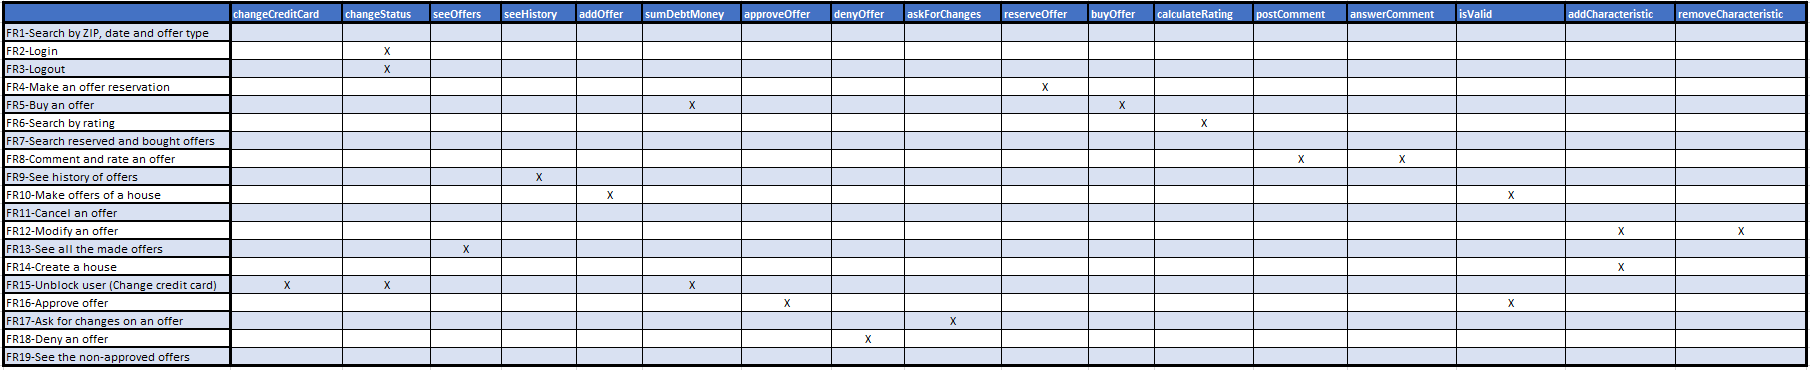 changeCreditCard changeStatus seeOffers seeHistory addOffer sumDebtMoney approveOffer denyOffer askForChanges reserveOffer buyOffer calculateRating postComment answerComment isValid addCharacteristic removeCharacteristic
FR1-Search by ZIP, date and offer type
FR2-Login X
FR3-Logout X
FR4-Make an offer reservation X
FR5-Buy an offer X X
FR6-Search by rating X
FR7-Search reserved and bought offers
FR8-Comment and rate an offer X X
FR9-See history of offers X
FR10-Make offers of a house X X
FR11-Cancel an offer
FR12-Modify an offer X X
FR13-See all the made offers X
FR14-Create a house X
FR15-Unblock user (Change credit card) X X X
FR16-Approve offer X X
FR17-Ask for changes on an offer X
FR18-Deny an offer X
FR19-See the non-approved offers